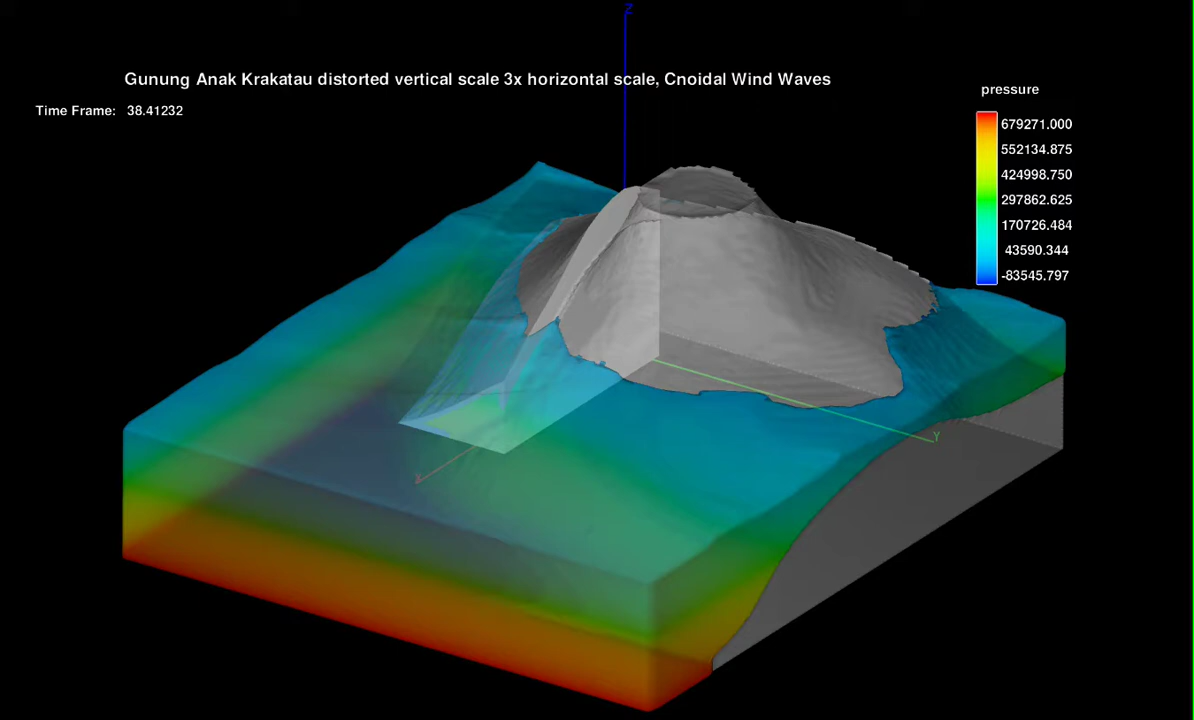 Z
Gunung Anak Krakatau distorted vertical scale 3x horizontal scale, Cnoidal Wind Waves
pressure
Time Frame: 38.41232
679271.000
552134.875
424998.750
297862.625
170726.484
43590.344
-83545.797
Y
X